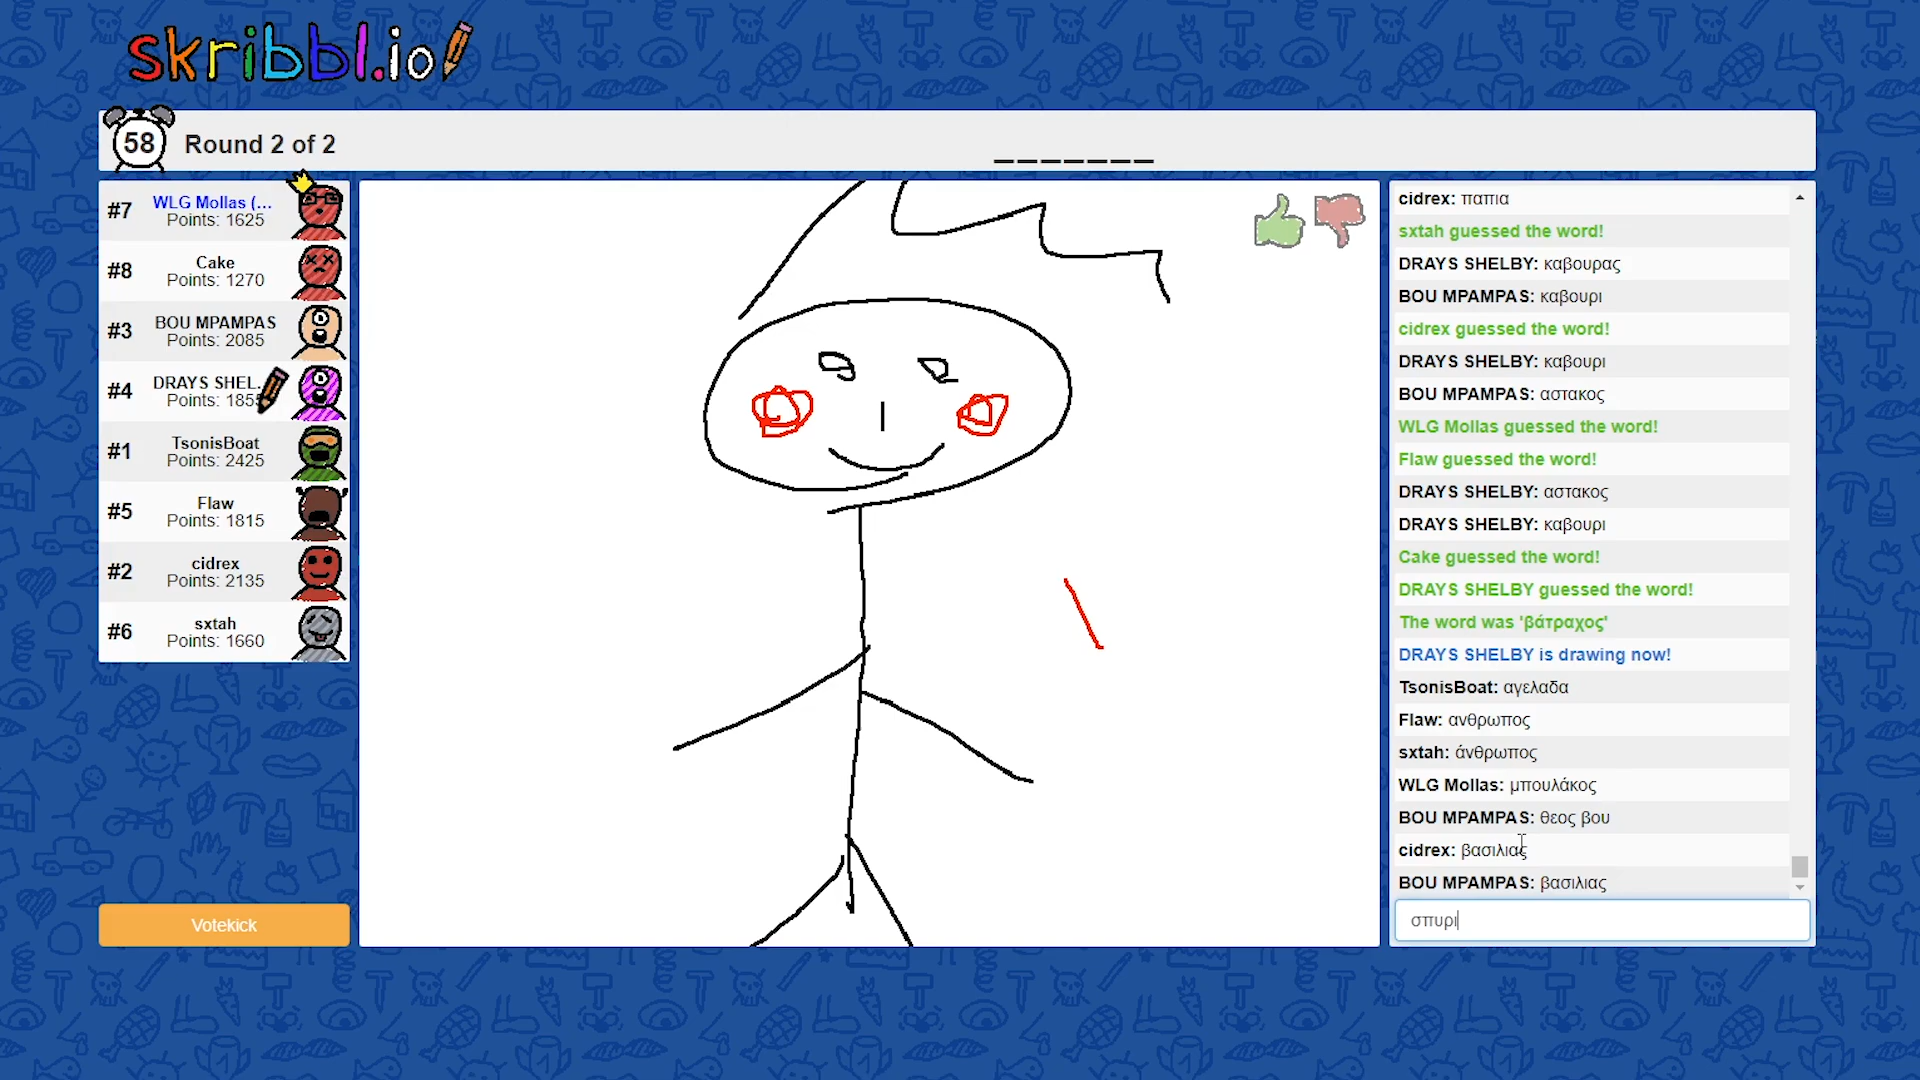 skribbl.io
58
Round 2 of 2
_ _ _ _ _ _ _
#7
WLG Mollas (...
Points: 1625
#8
Cake
Points: 1270
#3
BOU MPAMPAS
Points: 2085
#4
DRAYS SHEL...
Points: 1855
#1
TsonisBoat
Points: 2425
#5
Flaw
Points: 1815
#2
cidrex
Points: 2135
#6
sxtah
Points: 1660
Votekick
cidrex: παπια
sxtah guessed the word!
DRAYS SHELBY: καβουρας
BOU MPAMPAS: καβουρι
cidrex guessed the word!
DRAYS SHELBY: καβουρι
BOU MPAMPAS: αστακος
WLG Mollas guessed the word!
Flaw guessed the word!
DRAYS SHELBY: αστακος
DRAYS SHELBY: καβουρι
Cake guessed the word!
DRAYS SHELBY guessed the word!
The word was 'βάτραχος'
DRAYS SHELBY is drawing now!
TsonisBoat: αγελαδα
Flaw: ανθρωπος
sxtah: άνθρωπος
WLG Mollas: μπουλάκος
BOU MPAMPAS: θεος βου
cidrex: βασιλιας
BOU MPAMPAS: βασιλιας
σπυρι